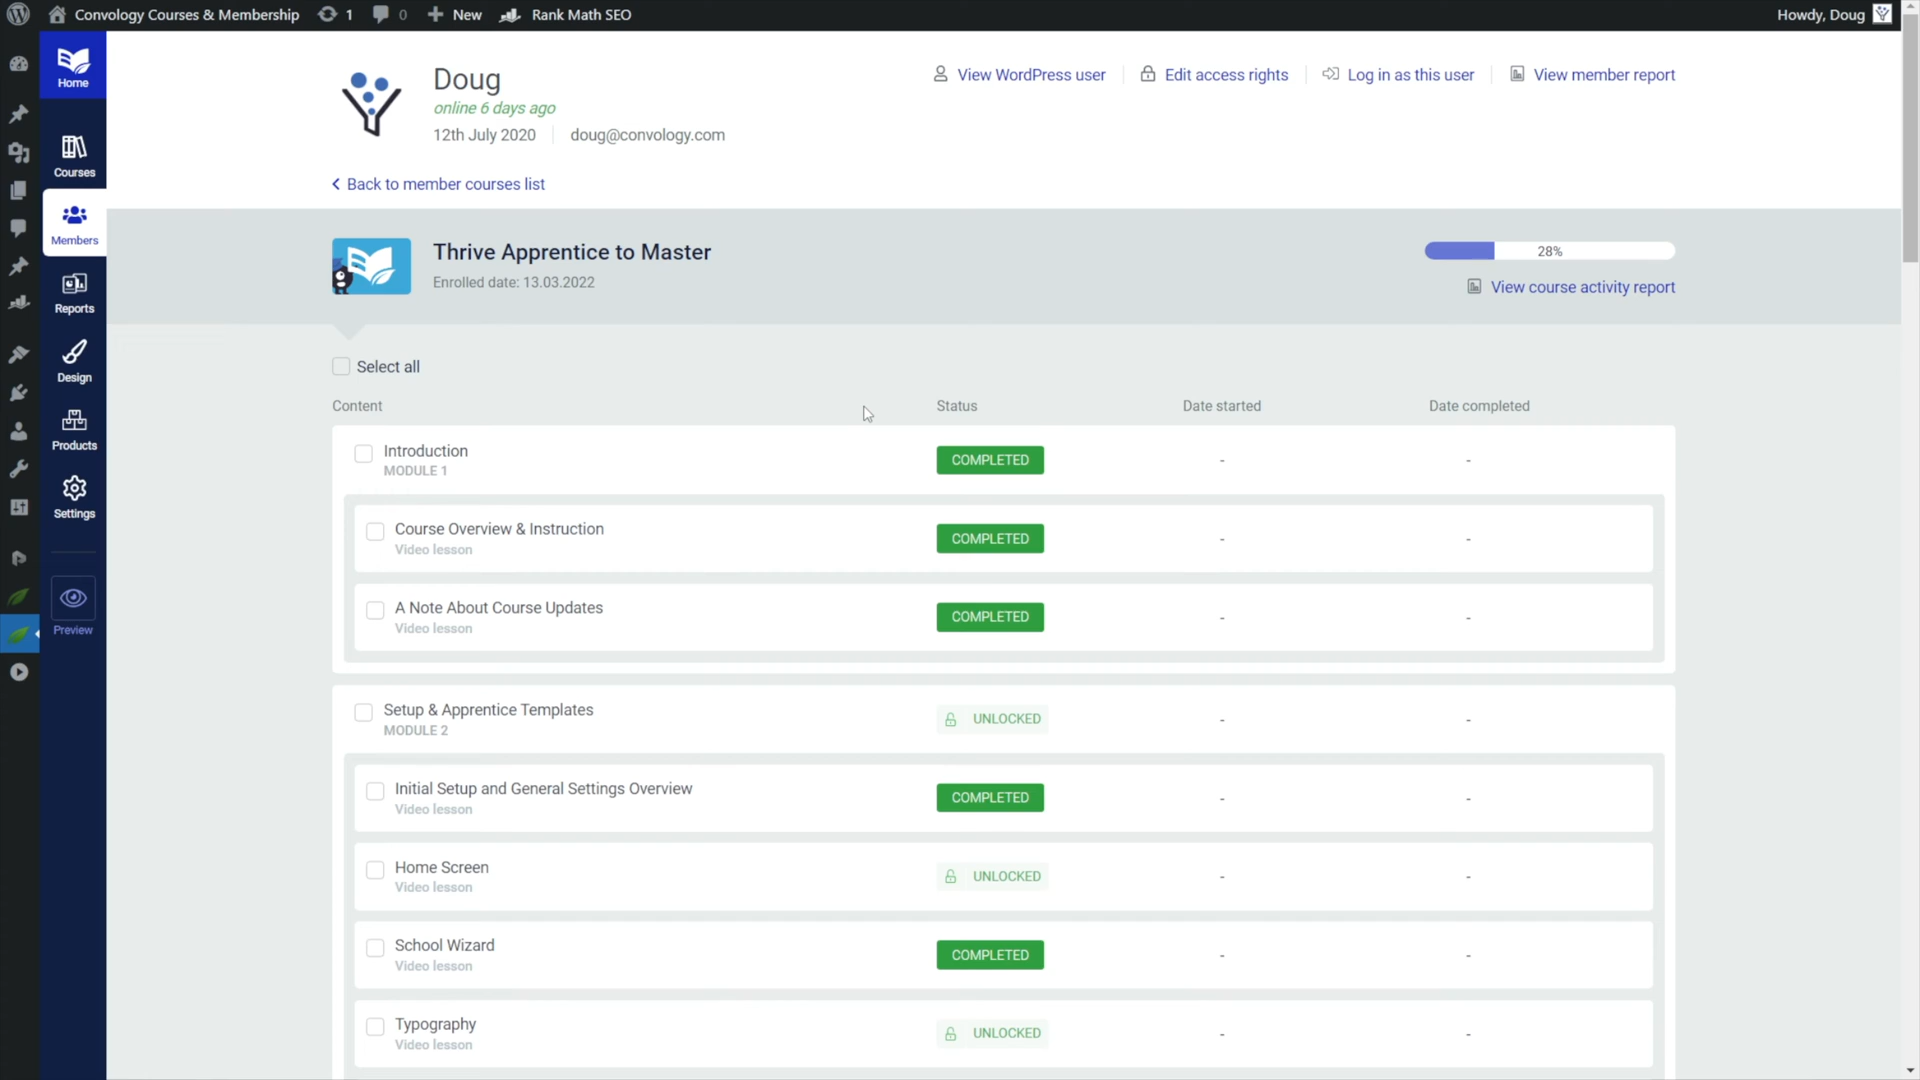 Convology Courses & Membership 1 0 New Rank Math SEO Howdy, Doug
Home
Courses
Members
Reports
Design
Products
Settings
Preview
Doug
online 6 days ago
12th July 2020 doug@convology.com
View WordPress user Edit access rights Log in as this user View member report
Back to member courses list
Thrive Apprentice to Master
Enrolled date: 13.03.2022
28%
View course activity report
Select all
Content Status Date started Date completed
Introduction
MODULE 1
COMPLETED - -
Course Overview & Instruction
Video lesson
COMPLETED - -
A Note About Course Updates
Video lesson
COMPLETED - -
Setup & Apprentice Templates
MODULE 2
UNLOCKED - -
Initial Setup and General Settings Overview
Video lesson
COMPLETED - -
Home Screen
Video lesson
UNLOCKED - -
School Wizard
Video lesson
COMPLETED - -
Typography
Video lesson
UNLOCKED - -